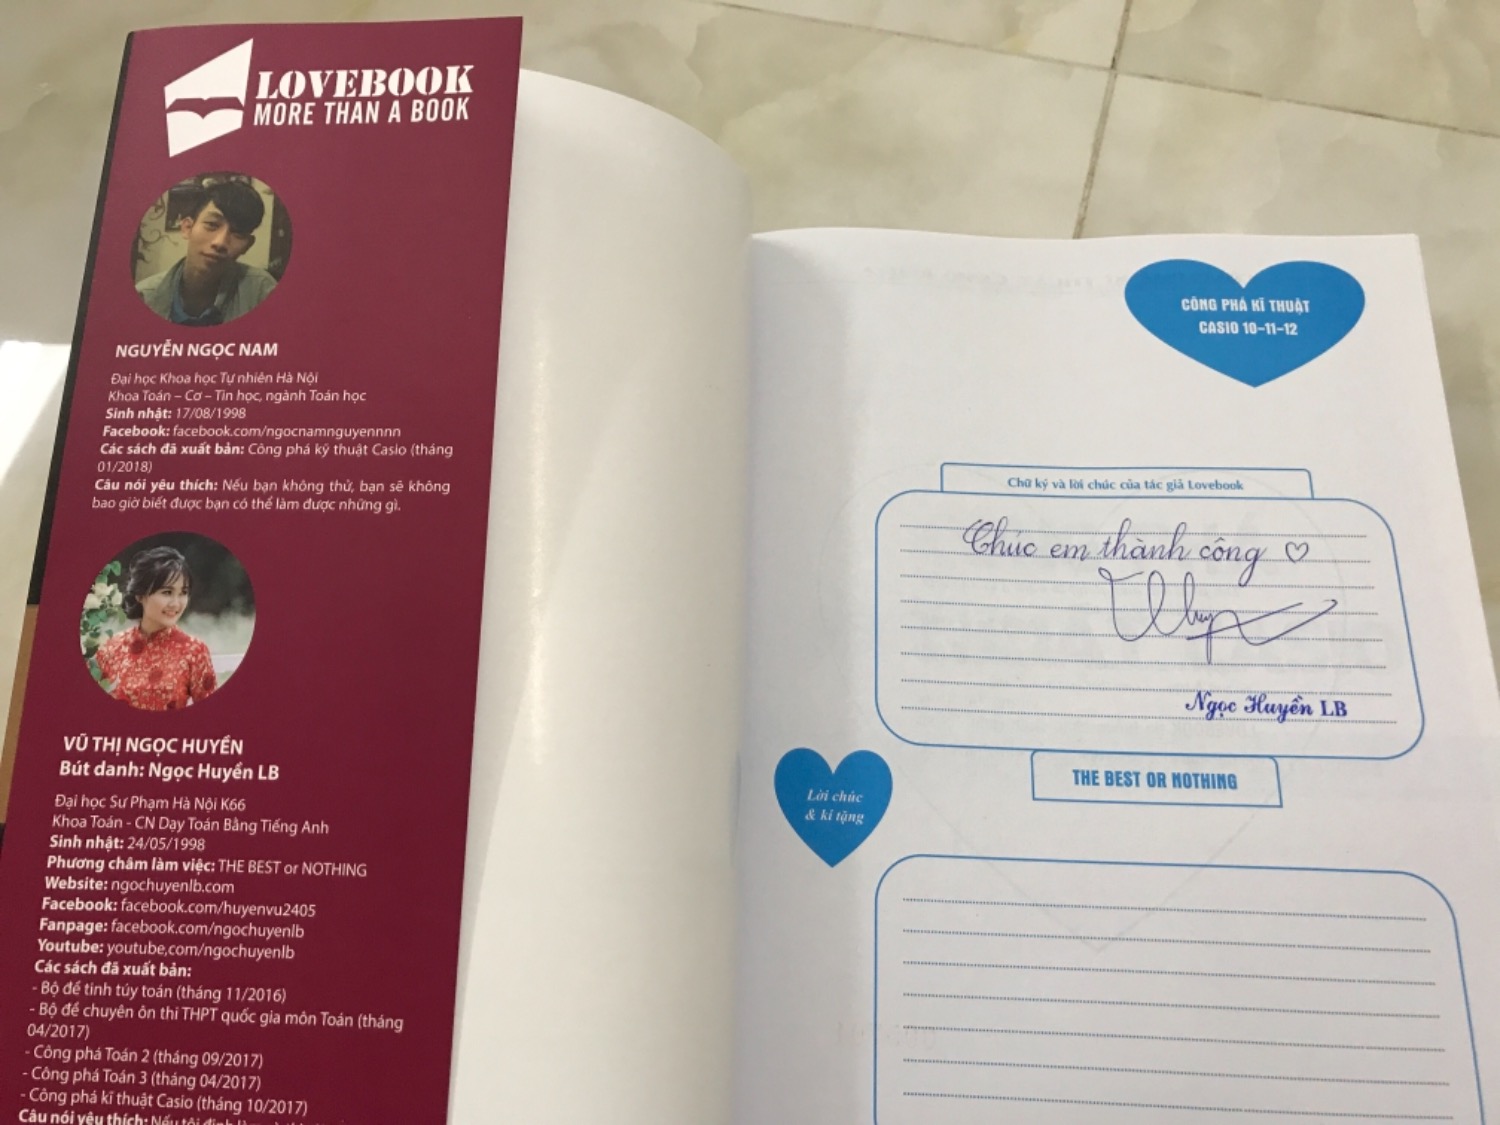 LOVEBOOK
MORE THAN A BOOK
NGUYỄN NGỌC NAM
Đại học Khoa học Tự nhiên Hà Nội
Khoa Toán – Cơ – Tin học, ngành Toán học
Sinh nhật: 17/08/1998
Facebook: facebook.com/ngocnamnguyennnn
Các sách đã xuất bản: Công phá kỹ thuật Casio (tháng
01/2018)
Câu nói yêu thích: Nếu bạn không thử, bạn sẽ không
bao giờ biết được bạn có thể làm được những gì.
VŨ THỊ NGỌC HUYỀN
Bút danh: Ngọc Huyền LB
Đại học Sư Phạm Hà Nội K66
Khoa Toán - CN Dạy Toán Bằng Tiếng Anh
Sinh nhật: 24/05/1998
Phương châm làm việc: THE BEST or NOTHING
Website: ngochuyenlb.com
Facebook: facebook.com/huyenvu2405
Fanpage: facebook.com/ngochuyenlb
Youtube: youtube,com/ngochuyenlb
Các sách đã xuất bản:
- Bộ đề tinh túy toán (tháng 11/2016)
- Bộ đề chuyên ôn thi THPT quốc gia môn Toán (tháng
04/2017)
- Công phá Toán 2 (tháng 09/2017)
- Công phá Toán 3 (tháng 04/2017)
- Công phá kĩ thuật Casio (tháng 10/2017)
Câu nói yêu thích: Nếu tôi định làm
CÔNG PHÁ KĨ THUẬT
CASIO 10-11-12
Chữ ký và lời chúc của tác giả Lovebook
Chúc em thành công ♡
Ngọc Huyền LB
THE BEST OR NOTHING
Lời chúc
& kí tặng